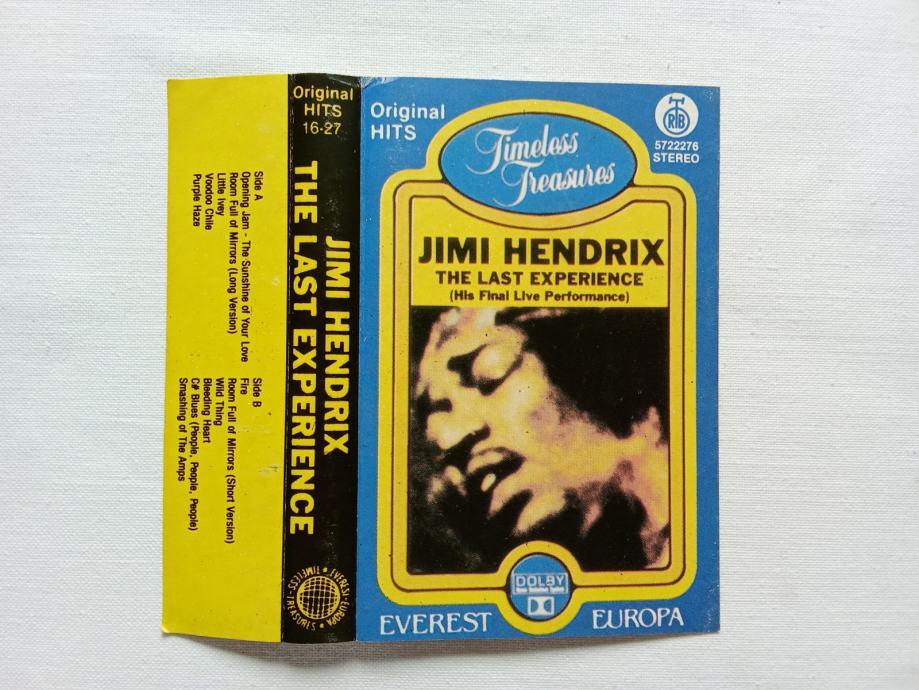 Side A
Opening Jam - The Sunshine of Your Love
Room Full of Mirrors (Long Version)
Little Ivey
Voodoo Chile
Purple Haze
Side B
Fire
Room Full of Mirrors (Short Version)
Wild Thing
Bleeding Heart
C# Blues (People, People, People)
Smashing of The Amps
Original
HITS
16-27
JIMI HENDRIX
THE LAST EXPERIENCE
EVEREST-EUROPA
TIMELESS-TREASURES
Original
HITS
Timeless
Treasures
RTB
5722276
STEREO
JIMI HENDRIX
THE LAST EXPERIENCE
(His Final Live Performance)
DOLBY
EVEREST
EUROPA